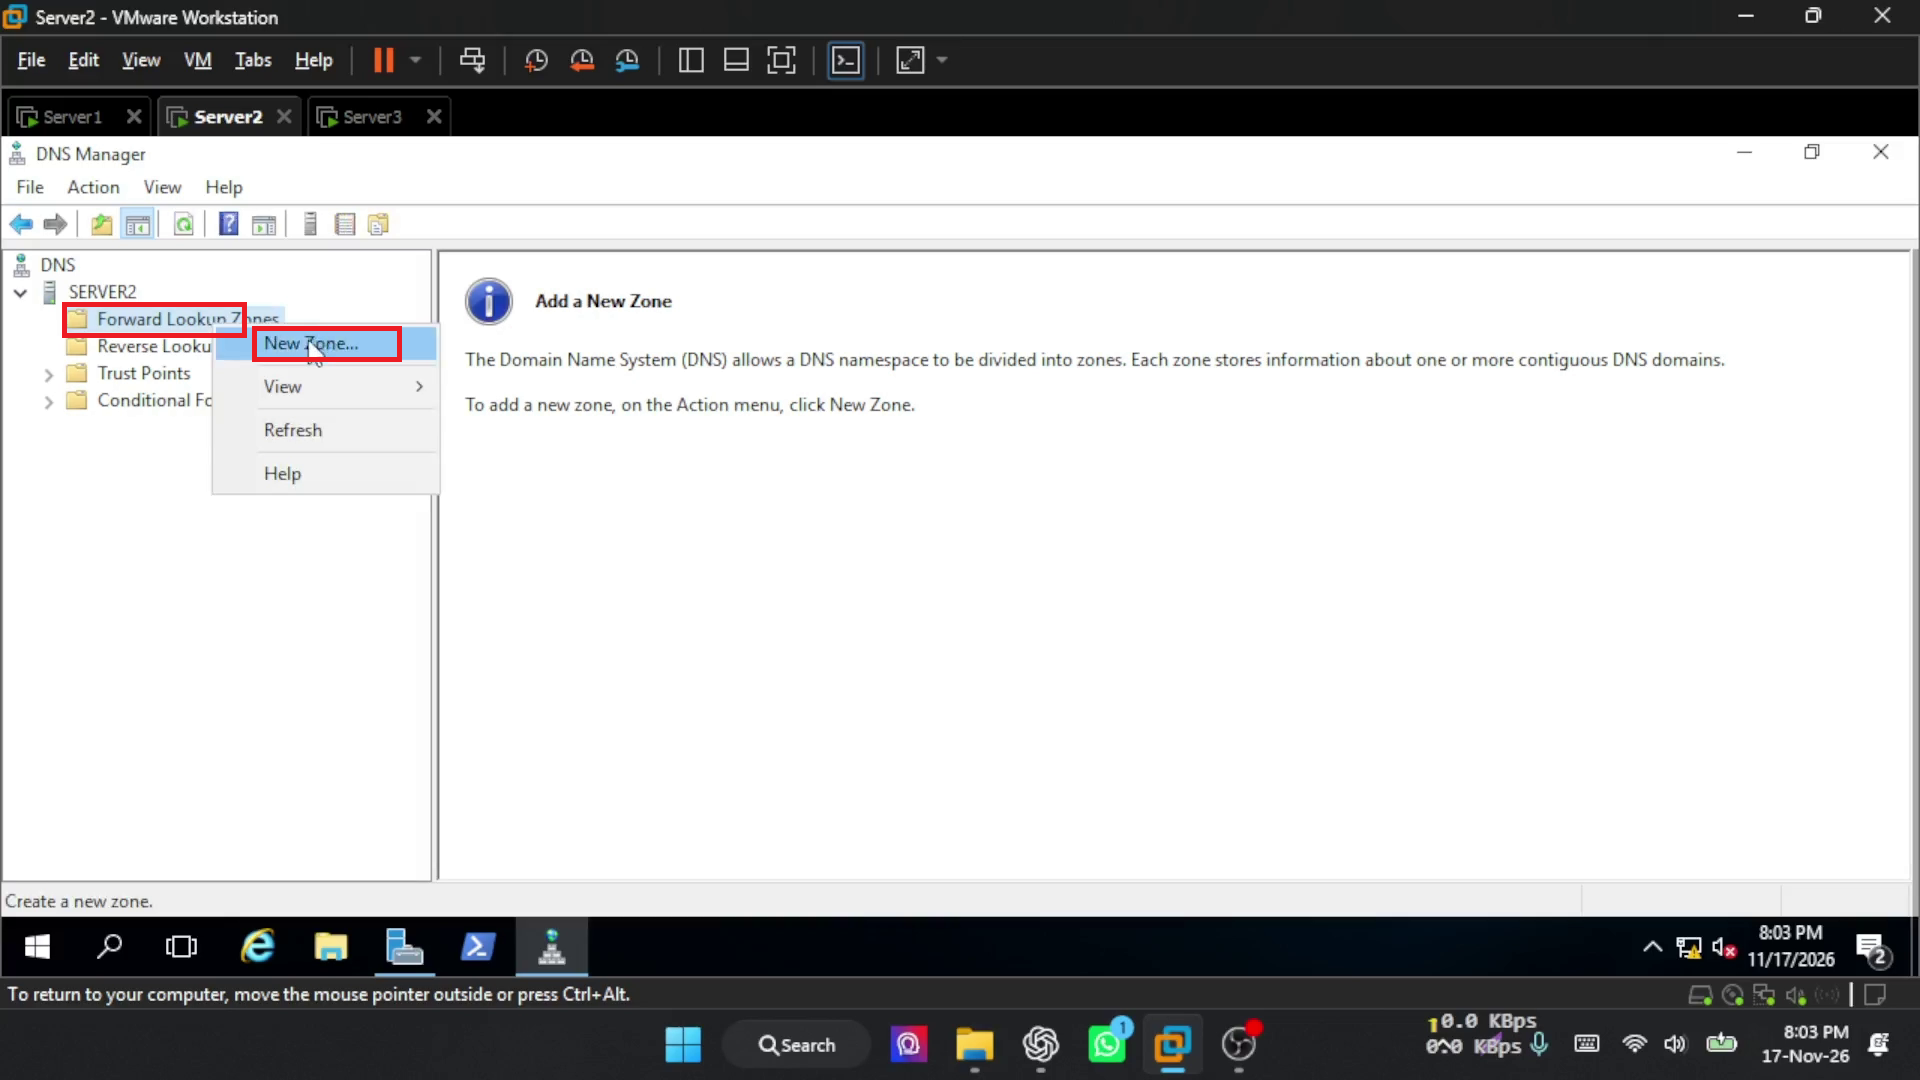 Server2 - VMware Workstation
File Edit View VM Tabs Help
Server1 Server2 Server3
DNS Manager
File Action View Help
DNS
SERVER2
Forward Lookup Zones
Reverse Looku
Trust Points
Conditional Fo
New Zone...
View
Refresh
Help
Add a New Zone
The Domain Name System (DNS) allows a DNS namespace to be divided into zones. Each zone stores information about one or more contiguous DNS domains.
To add a new zone, on the Action menu, click New Zone.
Create a new zone.
8:03 PM
11/17/2026
2
To return to your computer, move the mouse pointer outside or press Ctrl+Alt.
Search
1
0.0 KBps
0.0 KBps
8:03 PM
17-Nov-26